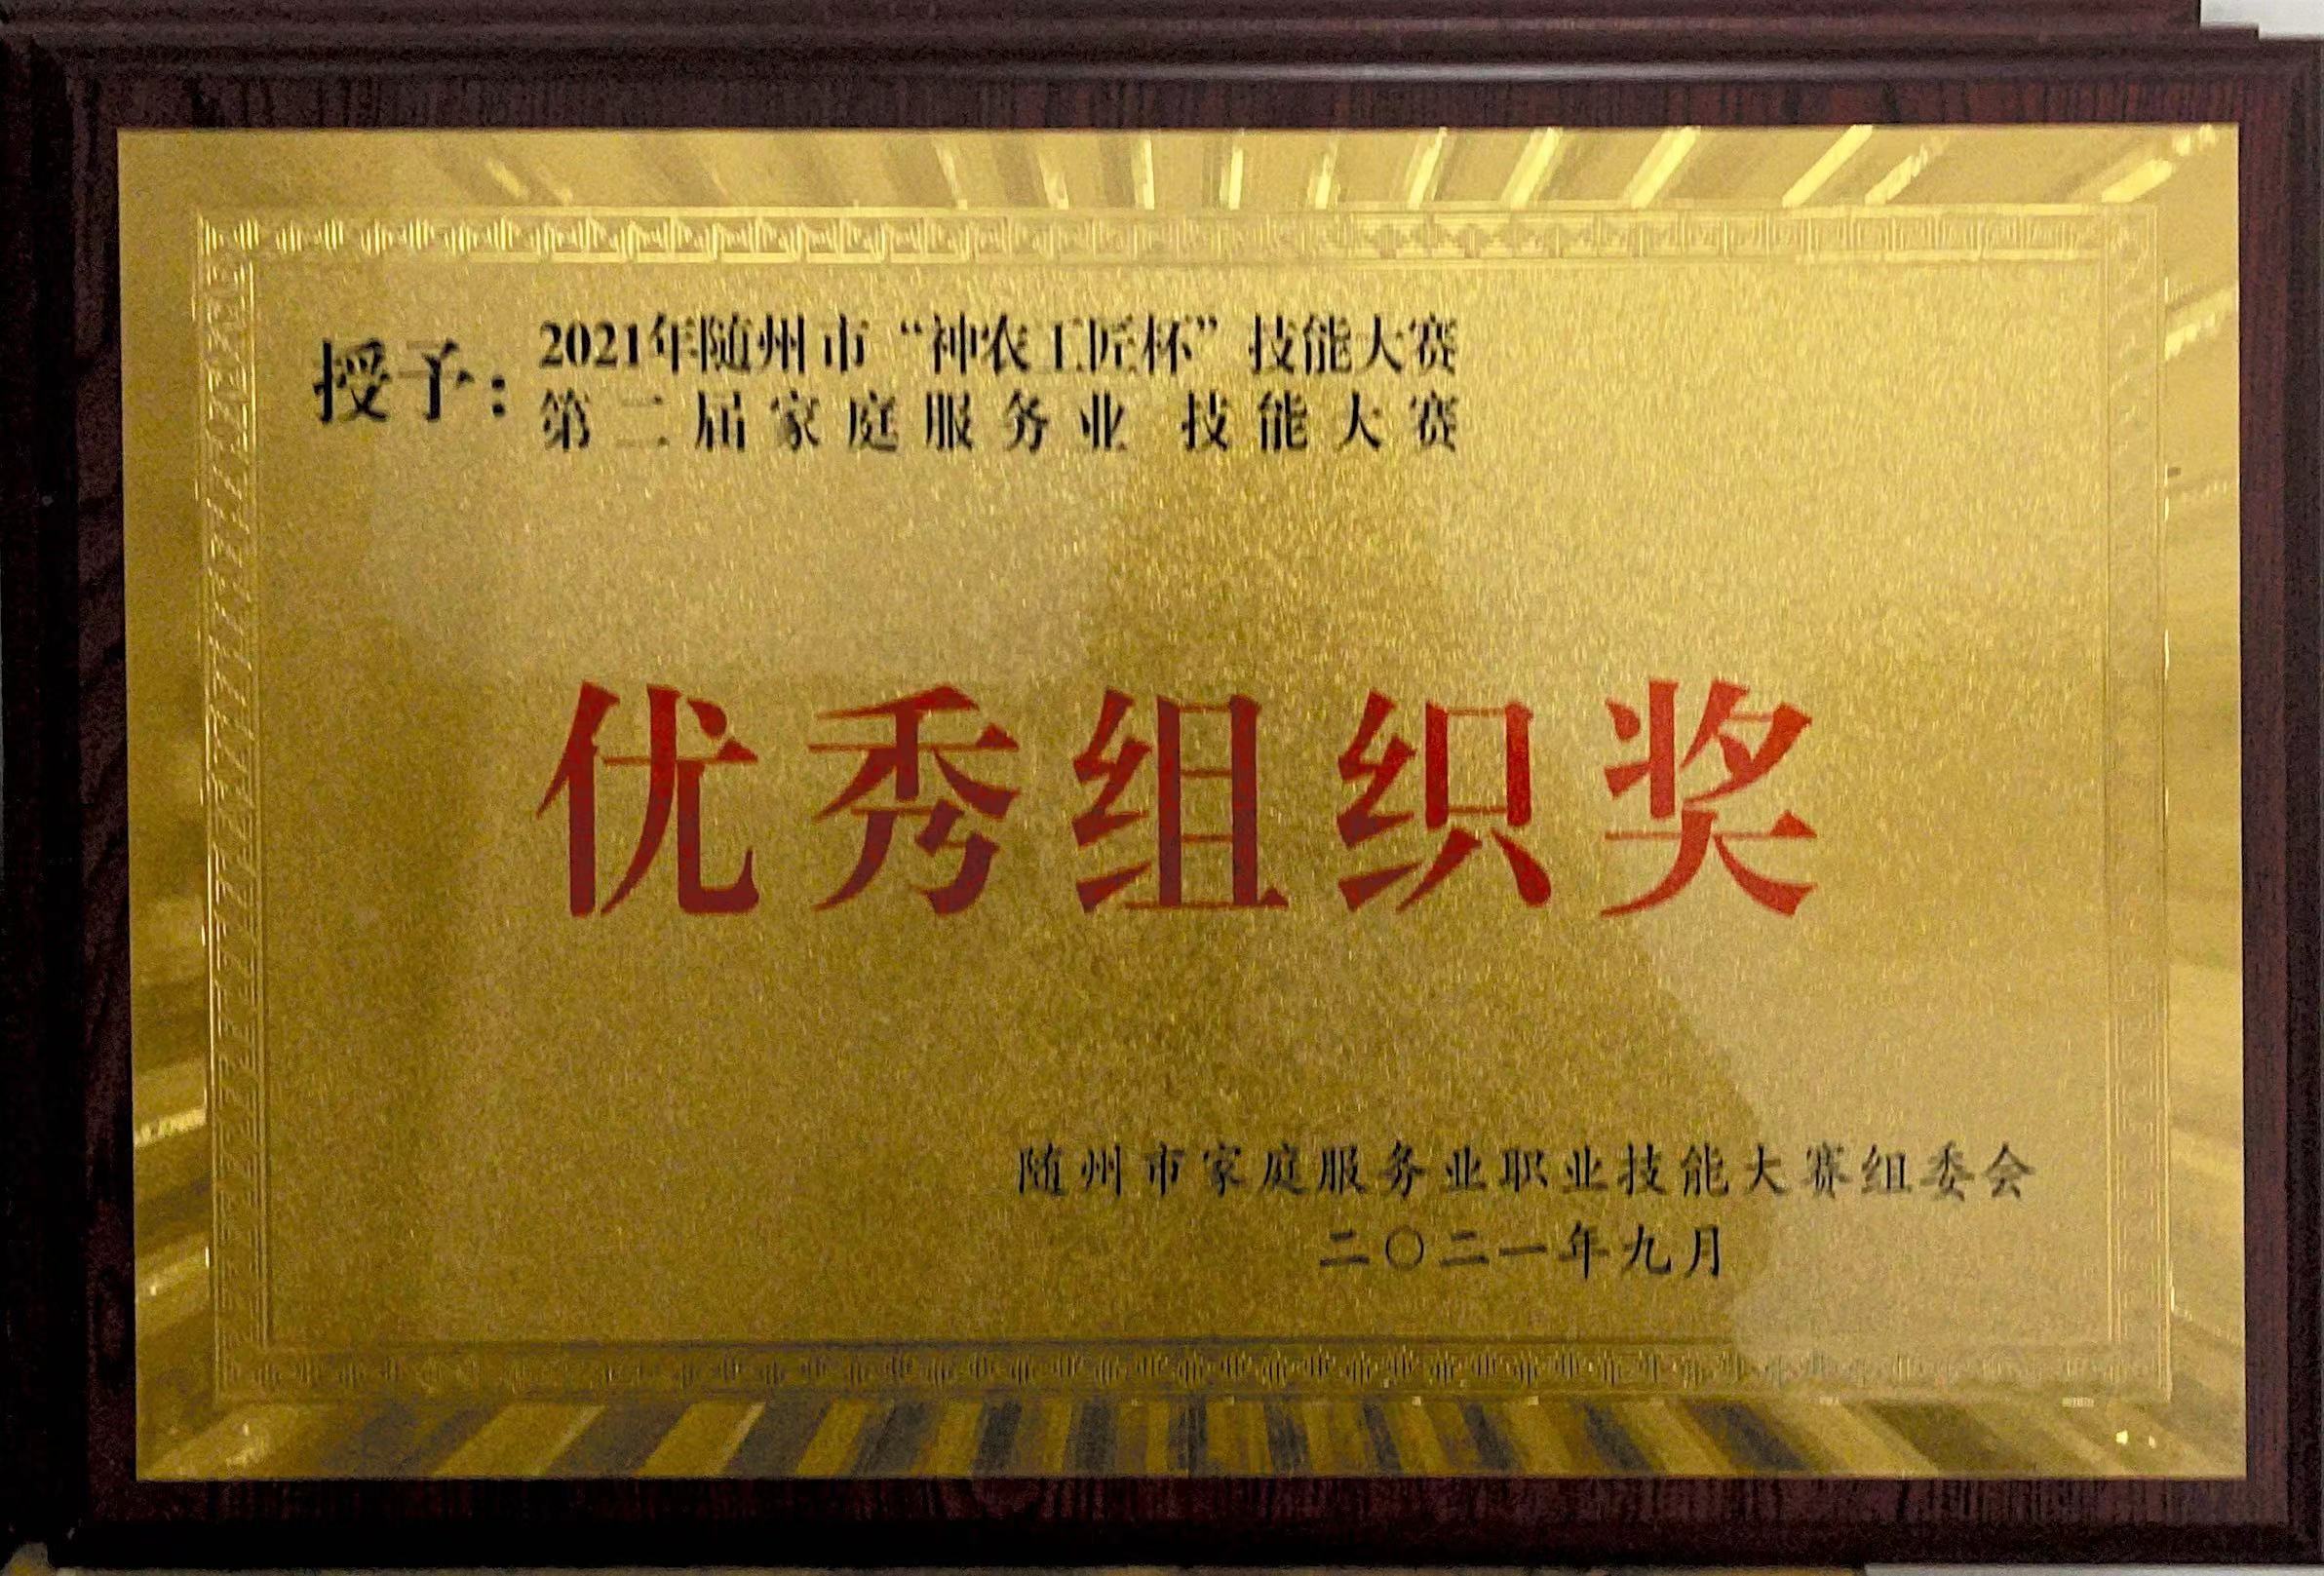 授予：
2021年随州市“神农工匠杯”技能大赛
第二届家庭服务业 技能大赛
优秀组织奖
随州市家庭服务业职业技能大赛组委会
二〇二一年九月